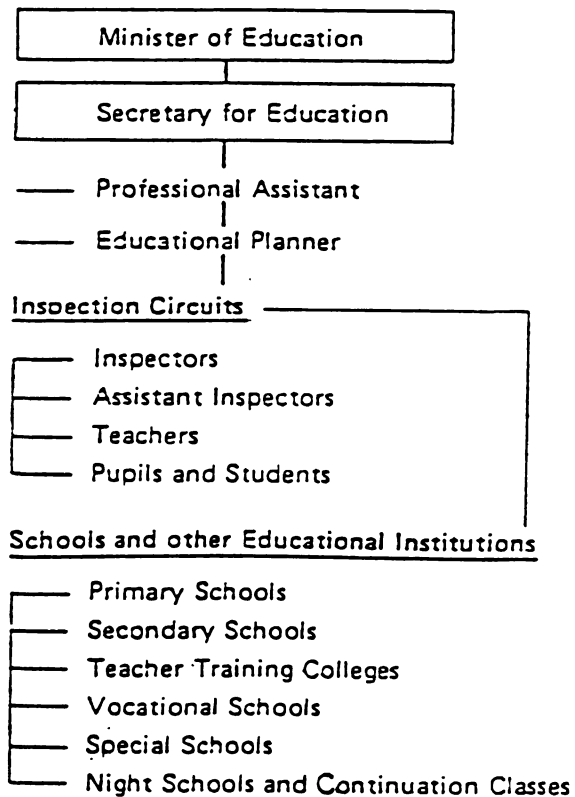 Minister of Education
Secretary for Education
Professional Assistant
Educational Planner
Inspection Circuits
Inspectors
Assistant Inspectors
Teachers
Pupils and Students
Schools and other Educational Institutions
Primary Schools
Secondary Schools
Teacher Training Colleges
Vocational Schools
Special Schools
Night Schools and Continuation Classes